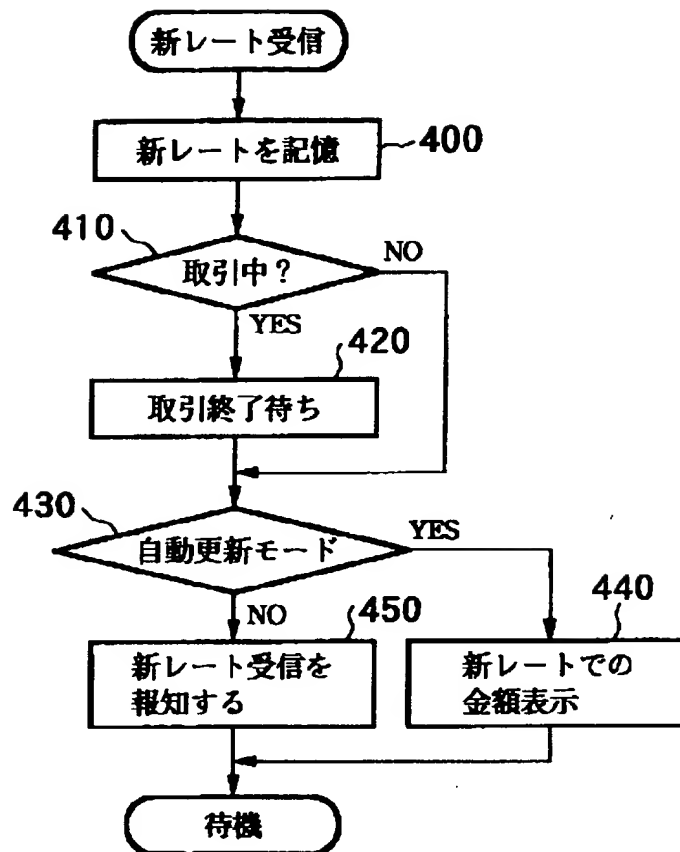 新レート受信
新レートを記憶
400
410
取引中？
NO
YES
420
取引終了待ち
430
自動更新モード
YES
NO
450
440
新レート受信を
報知する
新レートでの
金額表示
待機